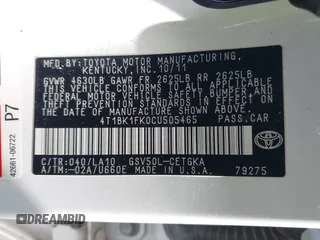 MFD. BY: TOYOTA MOTOR MANUFACTURING,
KENTUCKY, INC. 10/11
GVWR 4630LB GAWR FR 2625LB RR 2625LB
THIS VEHICLE CONFORMS TO ALL APPLICABLE
FEDERAL MOTOR VEHICLE SAFETY, BUMPER, AND
THEFT PREVENTION STANDARDS IN EFFECT ON
THE DATE OF MANUFACTURE SHOWN ABOVE.
4T1BK1FK0CU505465 PASS.CAR
C/TR:040/LA10 GSV50L-CETGKA
A/TM:-02A/U660E MADE IN U.S.A. 79275
P7
42661-06722